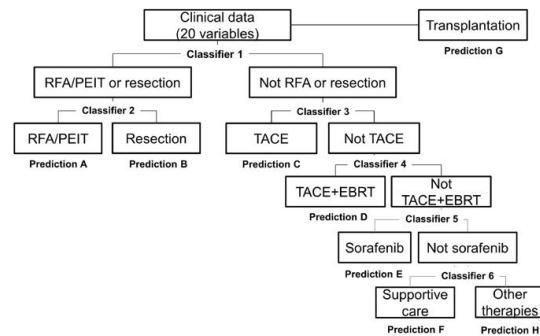 Clinical data
(20 variables)
Transplantation
Prediction G
Classifier 1
RFA/PEIT or resection
Not RFA or resection
Classifier 2
Classifier 3
RFA/PEIT
Resection
TACE
Not TACE
Prediction A
Prediction B
Prediction C
Classifier 4
TACE+EBRT
Not
TACE+EBRT
Prediction D
Classifier 5
Sorafenib
Not sorafenib
Prediction E
Classifier 6
Supportive
care
Other
therapies
Prediction F
Prediction H